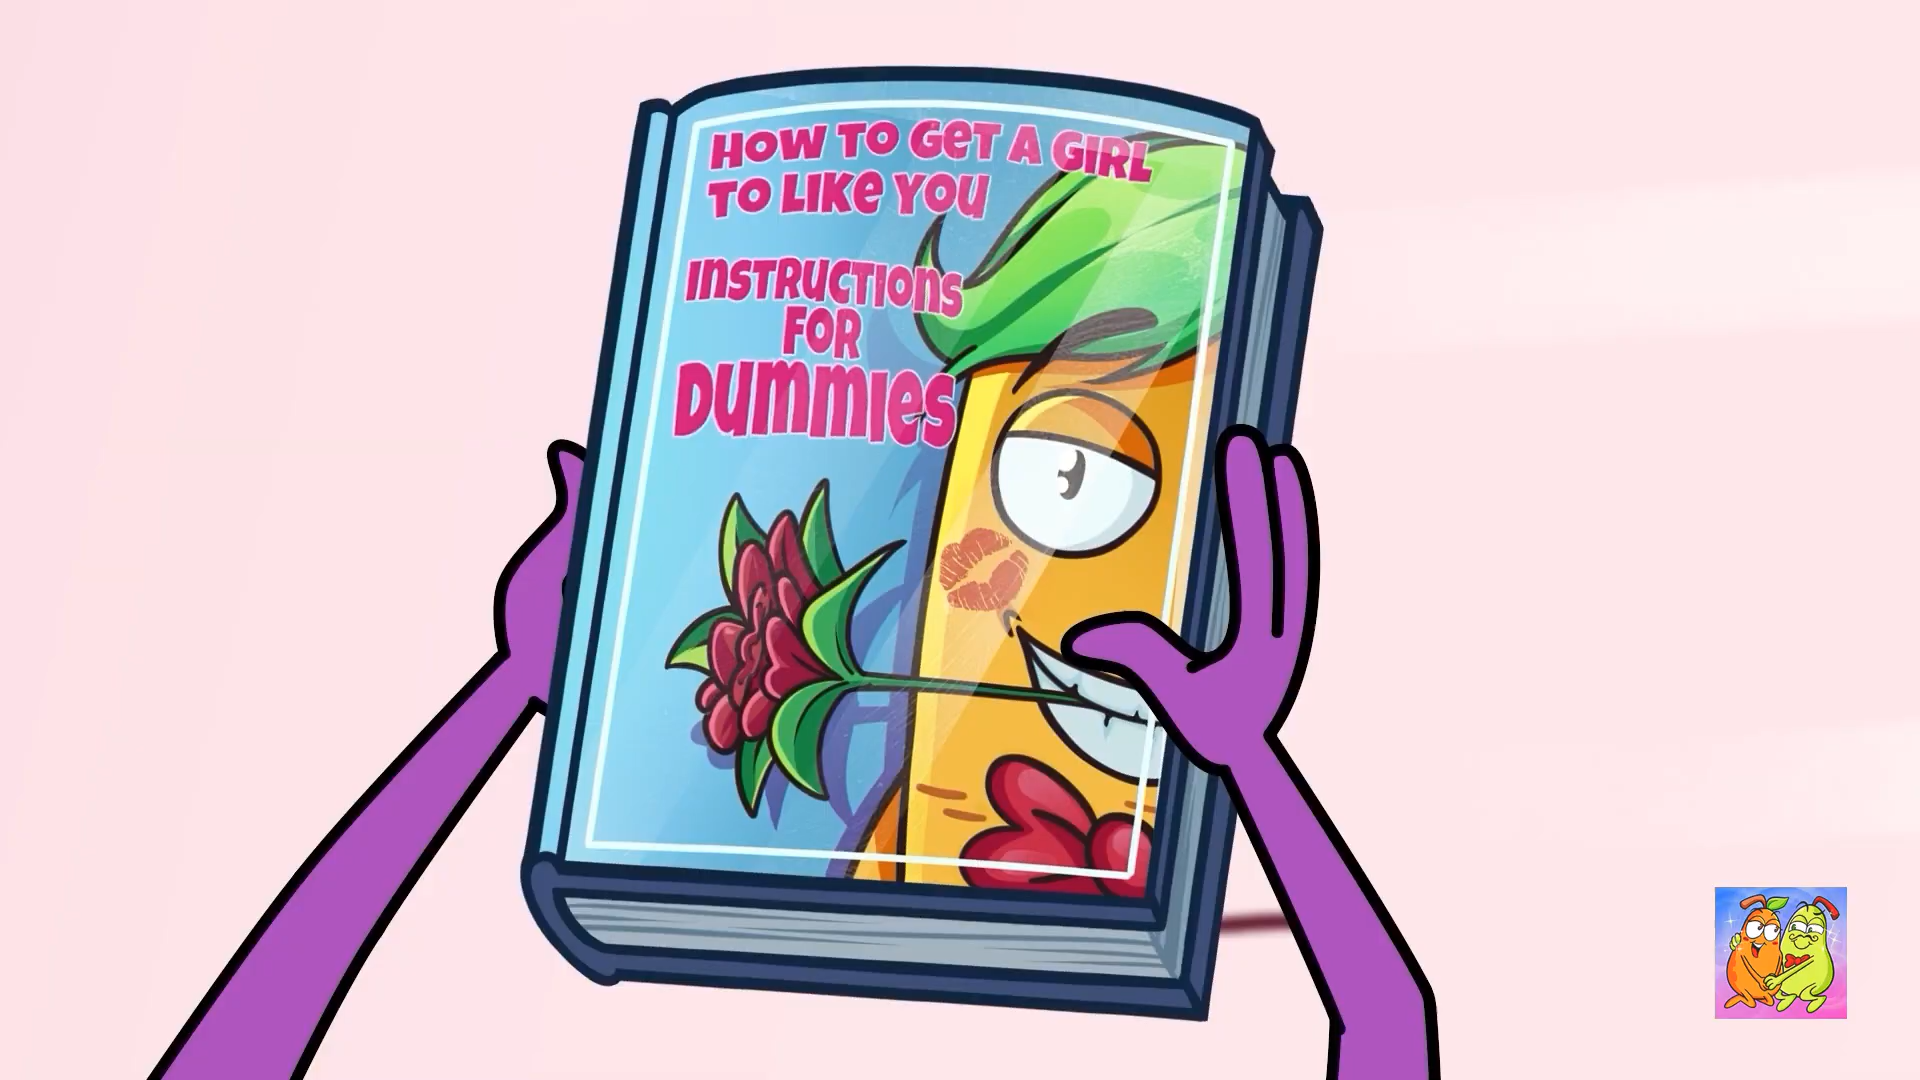 HOW TO GET A GIRL
TO LIKE YOU
INSTRUCTIONS
FOR
DUMMIES